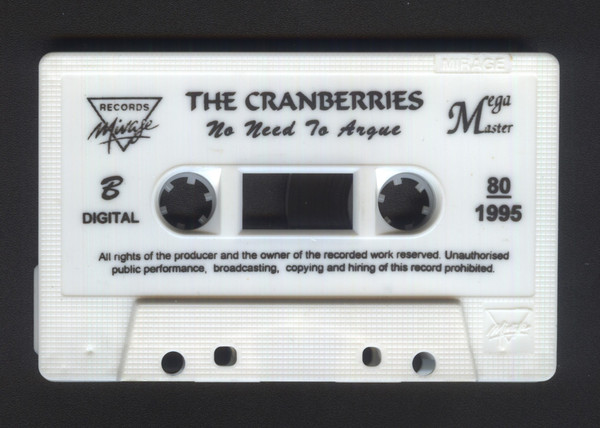 MIRAGE
RECORDS
Mirage
THE CRANBERRIES
No Need To Argue
Mega
Master
B
DIGITAL
80
1995
All rights of the producer and the owner of the recorded work reserved. Unauthorised
public performance, broadcasting, copying and hiring of this record prohibited.
Mirage